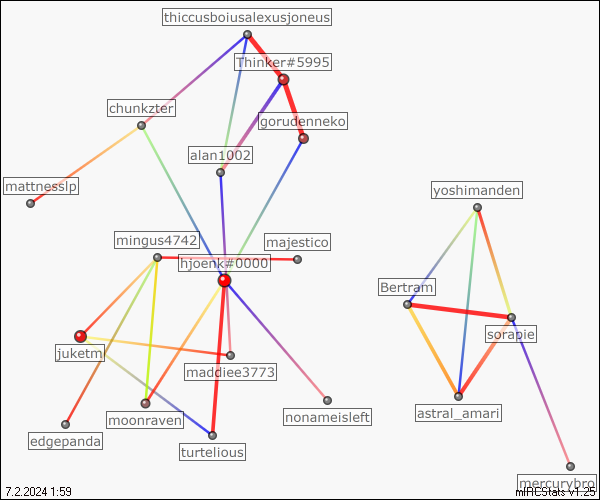 thiccusboiusalexusjoneus
Thinker#5995
chunkzter
gorudenneko
alan1002
mattnesslp
yoshimanden
mingus4742
majestico
hjoenk#0000
Bertram
sorapie
juketm
maddiee3773
moonraven
nonameisleft
astral_amari
edgepanda
turtelious
mercurybro
7.2.2024 1:59
mIRCStats v1.25